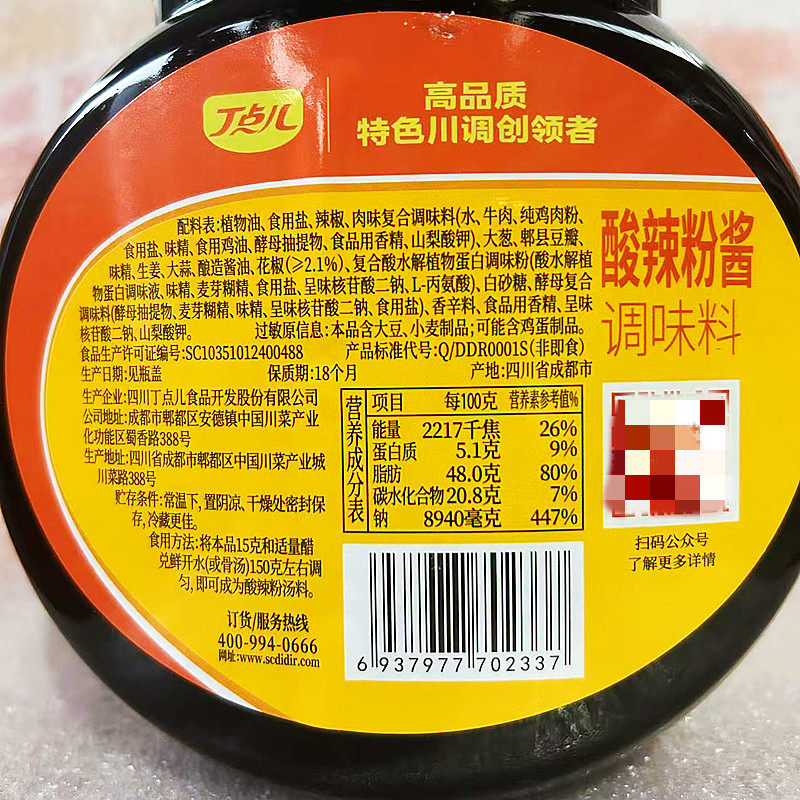 丁点儿
高品质
特色川调创领者
配料表:植物油、食用盐、辣椒、肉味复合调味料(水、牛肉、纯鸡肉粉、
食用盐、味精、食用鸡油、酵母抽提物、食品用香精、山梨酸钾)、大葱、郫县豆瓣、
味精、生姜、大蒜、酿造酱油、花椒(≥2.1%)、复合酸水解植物蛋白调味粉(酸水解植
物蛋白调味液、味精、麦芽糊精、食用盐、呈味核苷酸二钠、L-丙氨酸)、白砂糖、酵母复合
调味料(酵母抽提物、麦芽糊精、味精、呈味核苷酸二钠、食用盐)、香辛料、食品用香精、呈味
核苷酸二钠、山梨酸钾。 过敏原信息:本品含大豆、小麦制品;可能含鸡蛋制品。
食品生产许可证编号:SC10351012400488 产品标准代号:Q/DDR0001S(非即食)
生产日期:见瓶盖 保质期:18个月 产地:四川省成都市
酸辣粉酱
调味料
生产企业:四川丁点儿食品开发股份有限公司
公司地址:成都市郫都区安德镇中国川菜产业
化功能区蜀香路388号
生产地址:四川省成都市郫都区中国川菜产业城
川菜路388号
贮存条件:常温下,置阴凉、干燥处密封保
存,冷藏更佳。
食用方法:将本品15克和适量醋
兑鲜开水(或骨汤)150克左右调
匀,即可成为酸辣粉汤料。
订货/服务热线
400-994-0666
网址:www.scdidir.com
营养成分表
项目 每100克 营养素参考值%
能量 2217千焦 26%
蛋白质 5.1克 9%
脂肪 48.0克 80%
碳水化合物 20.8克 7%
钠 8940毫克 447%
6 937977 702337
扫码公众号
了解更多详情